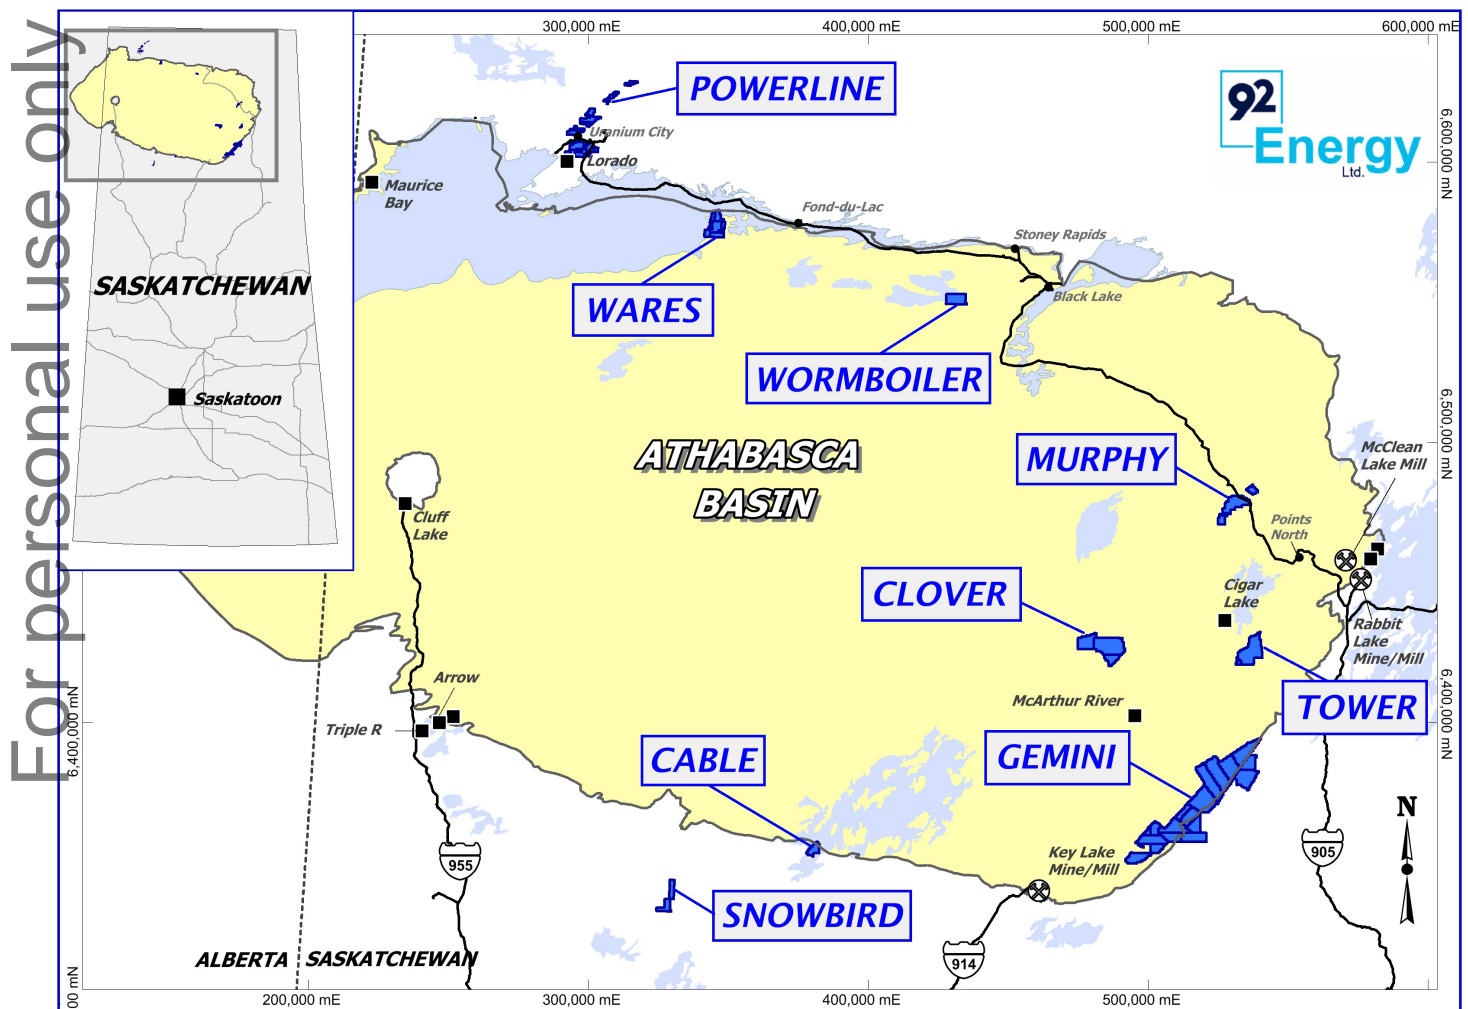 For personal use only
300,000 mE
400,000 mE
500,000 mE
600,000 mE
POWERLINE
92
Energy
Ltd.
6,600,000 mN
Uranium City
Lorado
Maurice
Bay
Fond-du-Lac
Stoney Rapids
Black Lake
WARES
WORMBOILER
SASKATCHEWAN
Saskatoon
ATHABASCA
BASIN
MURPHY
McClean
Lake Mill
6,500,000 mN
Cluff
Lake
Points
North
CLOVER
Cigar
Lake
Rabbit
Lake
Mine/Mill
Arrow
Triple R
McArthur River
TOWER
6,400,000 mN
6,400,000 mN
CABLE
GEMINI
N
955
Key Lake
Mine/Mill
905
SNOWBIRD
914
ALBERTA
SASKATCHEWAN
00 mN
200,000 mE
300,000 mE
400,000 mE
500,000 mE